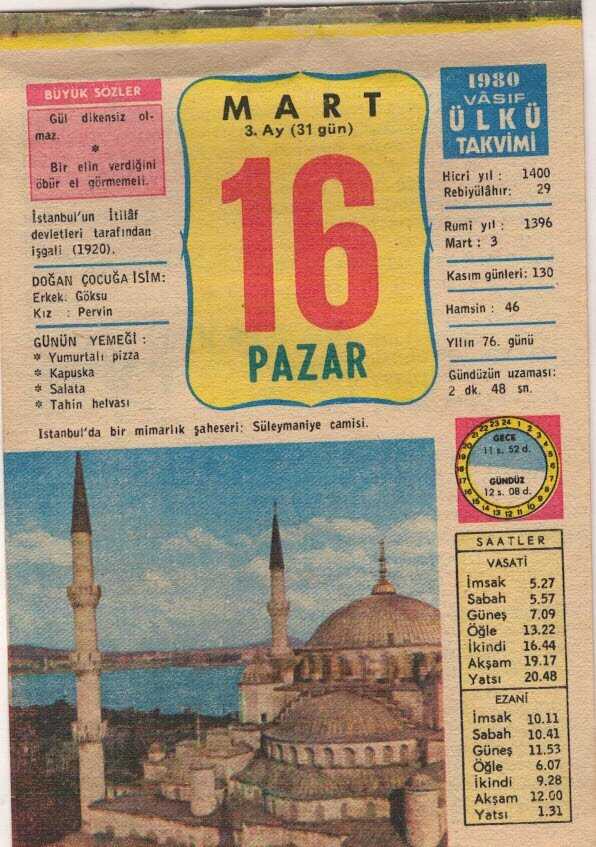 BÜYÜK SÖZLER
Gül dikensiz ol-
maz.
*
Bir elin verdiğini
öbür el görmemeli.
İstanbul'un İtilâf
devletleri tarafından
işgali (1920).
DOĞAN ÇOCUĞA İSİM:
Erkek: Göksu
Kız : Pervin
GÜNÜN YEMEĞİ :
* Yumurtalı pizza
* Kapuska
* Salata
* Tahin helvası
MART
3. Ay (31 gün)
16
PAZAR
1980
VÂSIF
ÜLKÜ
TAKVİMİ
Hicri yıl : 1400
Rebiyülâhır: 29
Rumi yıl : 1396
Mart : 3
Kasım günleri: 130
Hamsin : 46
Yılın 76. günü
Gündüzün uzaması:
2 dk. 48 sn.
İstanbul'da bir mimarlık şaheseri: Süleymaniye camisi.
GECE
11 s. 52 d.
GÜNDÜZ
12 s. 08 d.
SAATLER
VASATİ
İmsak 5.27
Sabah 5.57
Güneş 7.09
Öğle 13.22
İkindi 16.44
Akşam 19.17
Yatsı 20.48
EZANİ
İmsak 10.11
Sabah 10.41
Güneş 11.53
Öğle 6.07
İkindi 9.28
Akşam 12.00
Yatsı 1.31